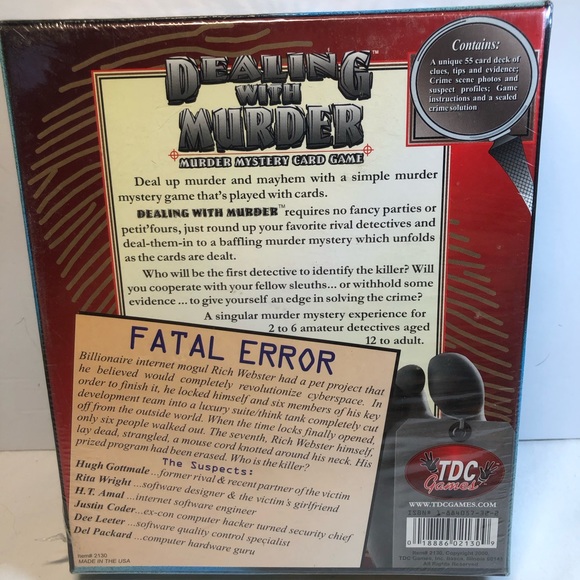 DEALING
WITH
MURDER™
MURDER MYSTERY CARD GAME
Contains:
A unique 55 card deck of
clues, tips and evidence;
Crime scene photos and
suspect profiles; Game
instructions and a sealed
crime solution
Deal up murder and mayhem with a simple murder
mystery game that's played with cards.
DEALING WITH MURDER™ requires no fancy parties or
petit'fours, just round up your favorite rival detectives and
deal-them-in to a baffling murder mystery which unfolds
as the cards are dealt.
Who will be the first detective to identify the killer? Will
you cooperate with your fellow sleuths... or withhold some
evidence ... to give yourself an edge in solving the crime?
A singular murder mystery experience for
2 to 6 amateur detectives aged
12 to adult.
FATAL ERROR
Billionaire internet mogul Rich Webster had a pet project that
he believed would completely revolutionize cyberspace. In
order to finish it, he locked himself and six members of his key
development team into a luxury suite/think tank completely cut
off from the outside world. When the time locks finally opened,
only six people walked out. The seventh, Rich Webster himself,
lay dead, strangled, a mouse cord knotted around his neck. His
prized program had been erased. Who is the killer?
The Suspects:
Hugh Gottmale...former rival & recent partner of the victim
Rita Wright...software designer & the victim's girlfriend
H.T. Amal...internet software engineer
Justin Coder...ex-con computer hacker turned security chief
Dee Leeter...software quality control specialist
Del Packard...computer hardware guru
Item# 2130
MADE IN THE USA
TDC
Games
WWW.TDCGAMES.COM
0 18886 02130 9